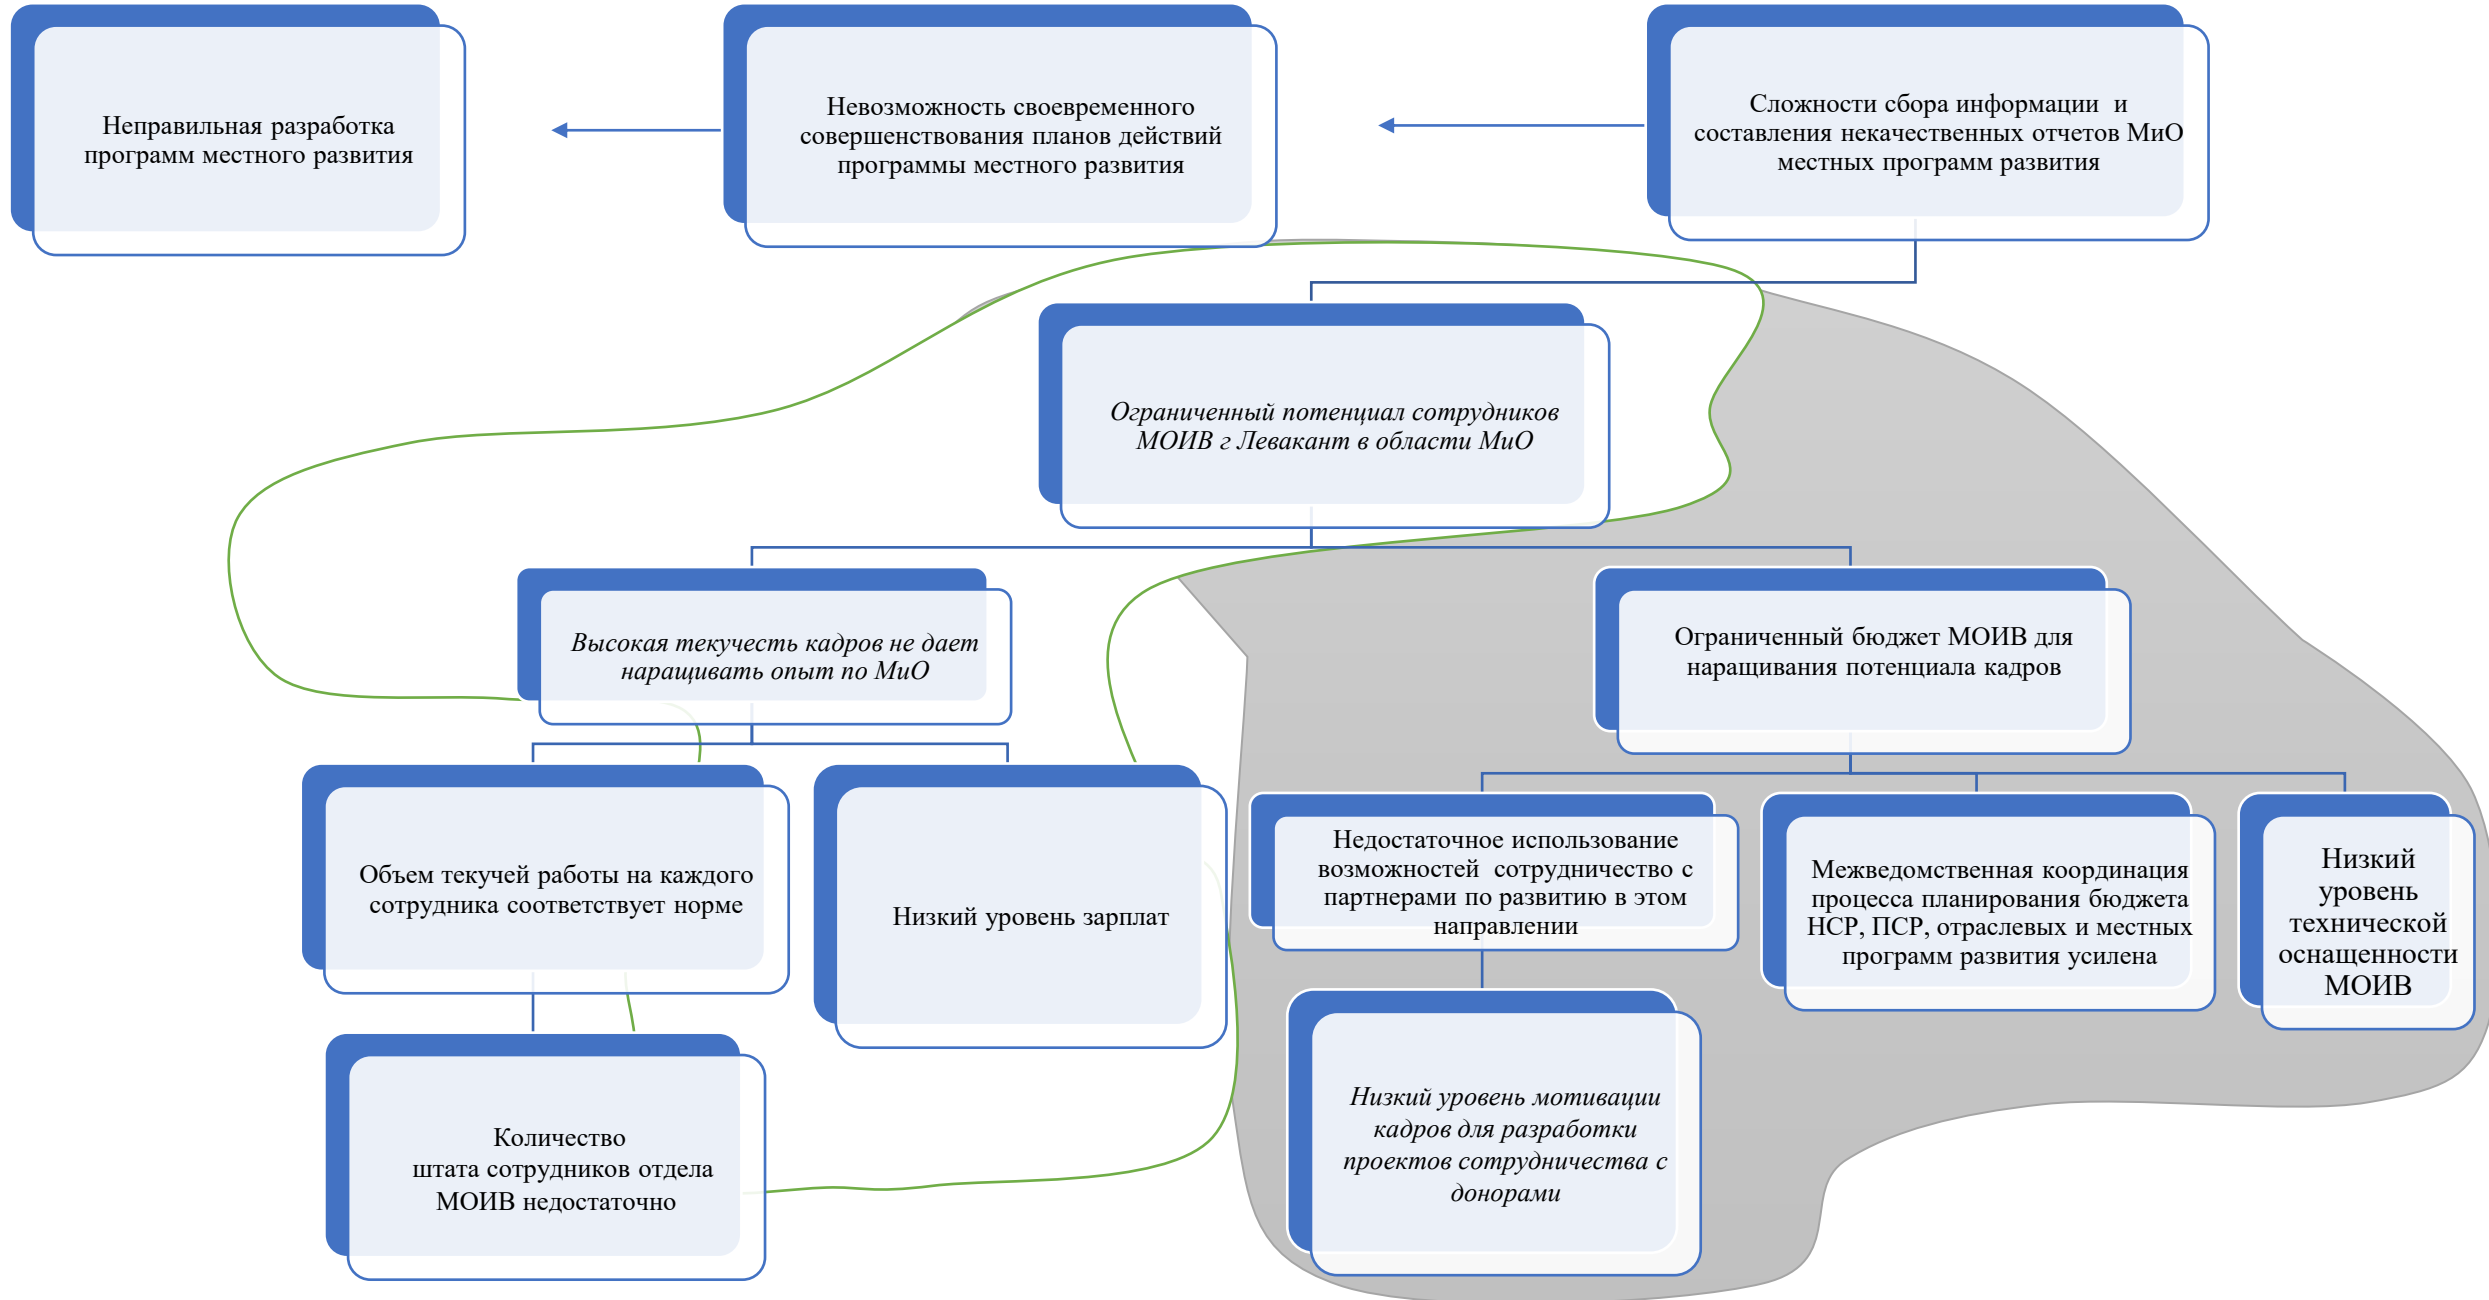 Неправильная разработка
программ местного развития
Невозможность своевременного
совершенствования планов действий
программы местного развития
Сложности сбора информации и
составления некачественных отчетов МиО
местных программ развития
Ограниченный потенциал сотрудников
МОИВ г Левакант в области МиО
Высокая текучесть кадров не дает
наращивать опыт по МиО
Ограниченный бюджет МОИВ для
наращивания потенциала кадров
Объем текучей работы на каждого
сотрудника соответствует норме
Низкий уровень зарплат
Недостаточное использование
возможностей сотрудничество с
партнерами по развитию в этом
направлении
Межведомственная координация
процесса планирования бюджета
НСР, ПСР, отраслевых и местных
программ развития усилена
Низкий
уровень
технической
оснащенности
МОИВ
Количество
штата сотрудников отдела
МОИВ недостаточно
Низкий уровень мотивации
кадров для разработки
проектов сотрудничества с
донорами